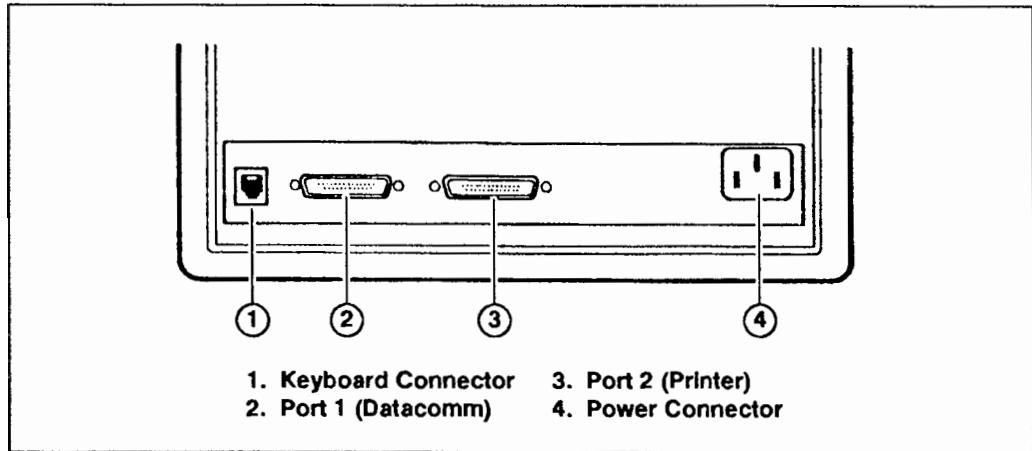 1 2 3 4
1. Keyboard Connector 3. Port 2 (Printer)
2. Port 1 (Datacomm) 4. Power Connector